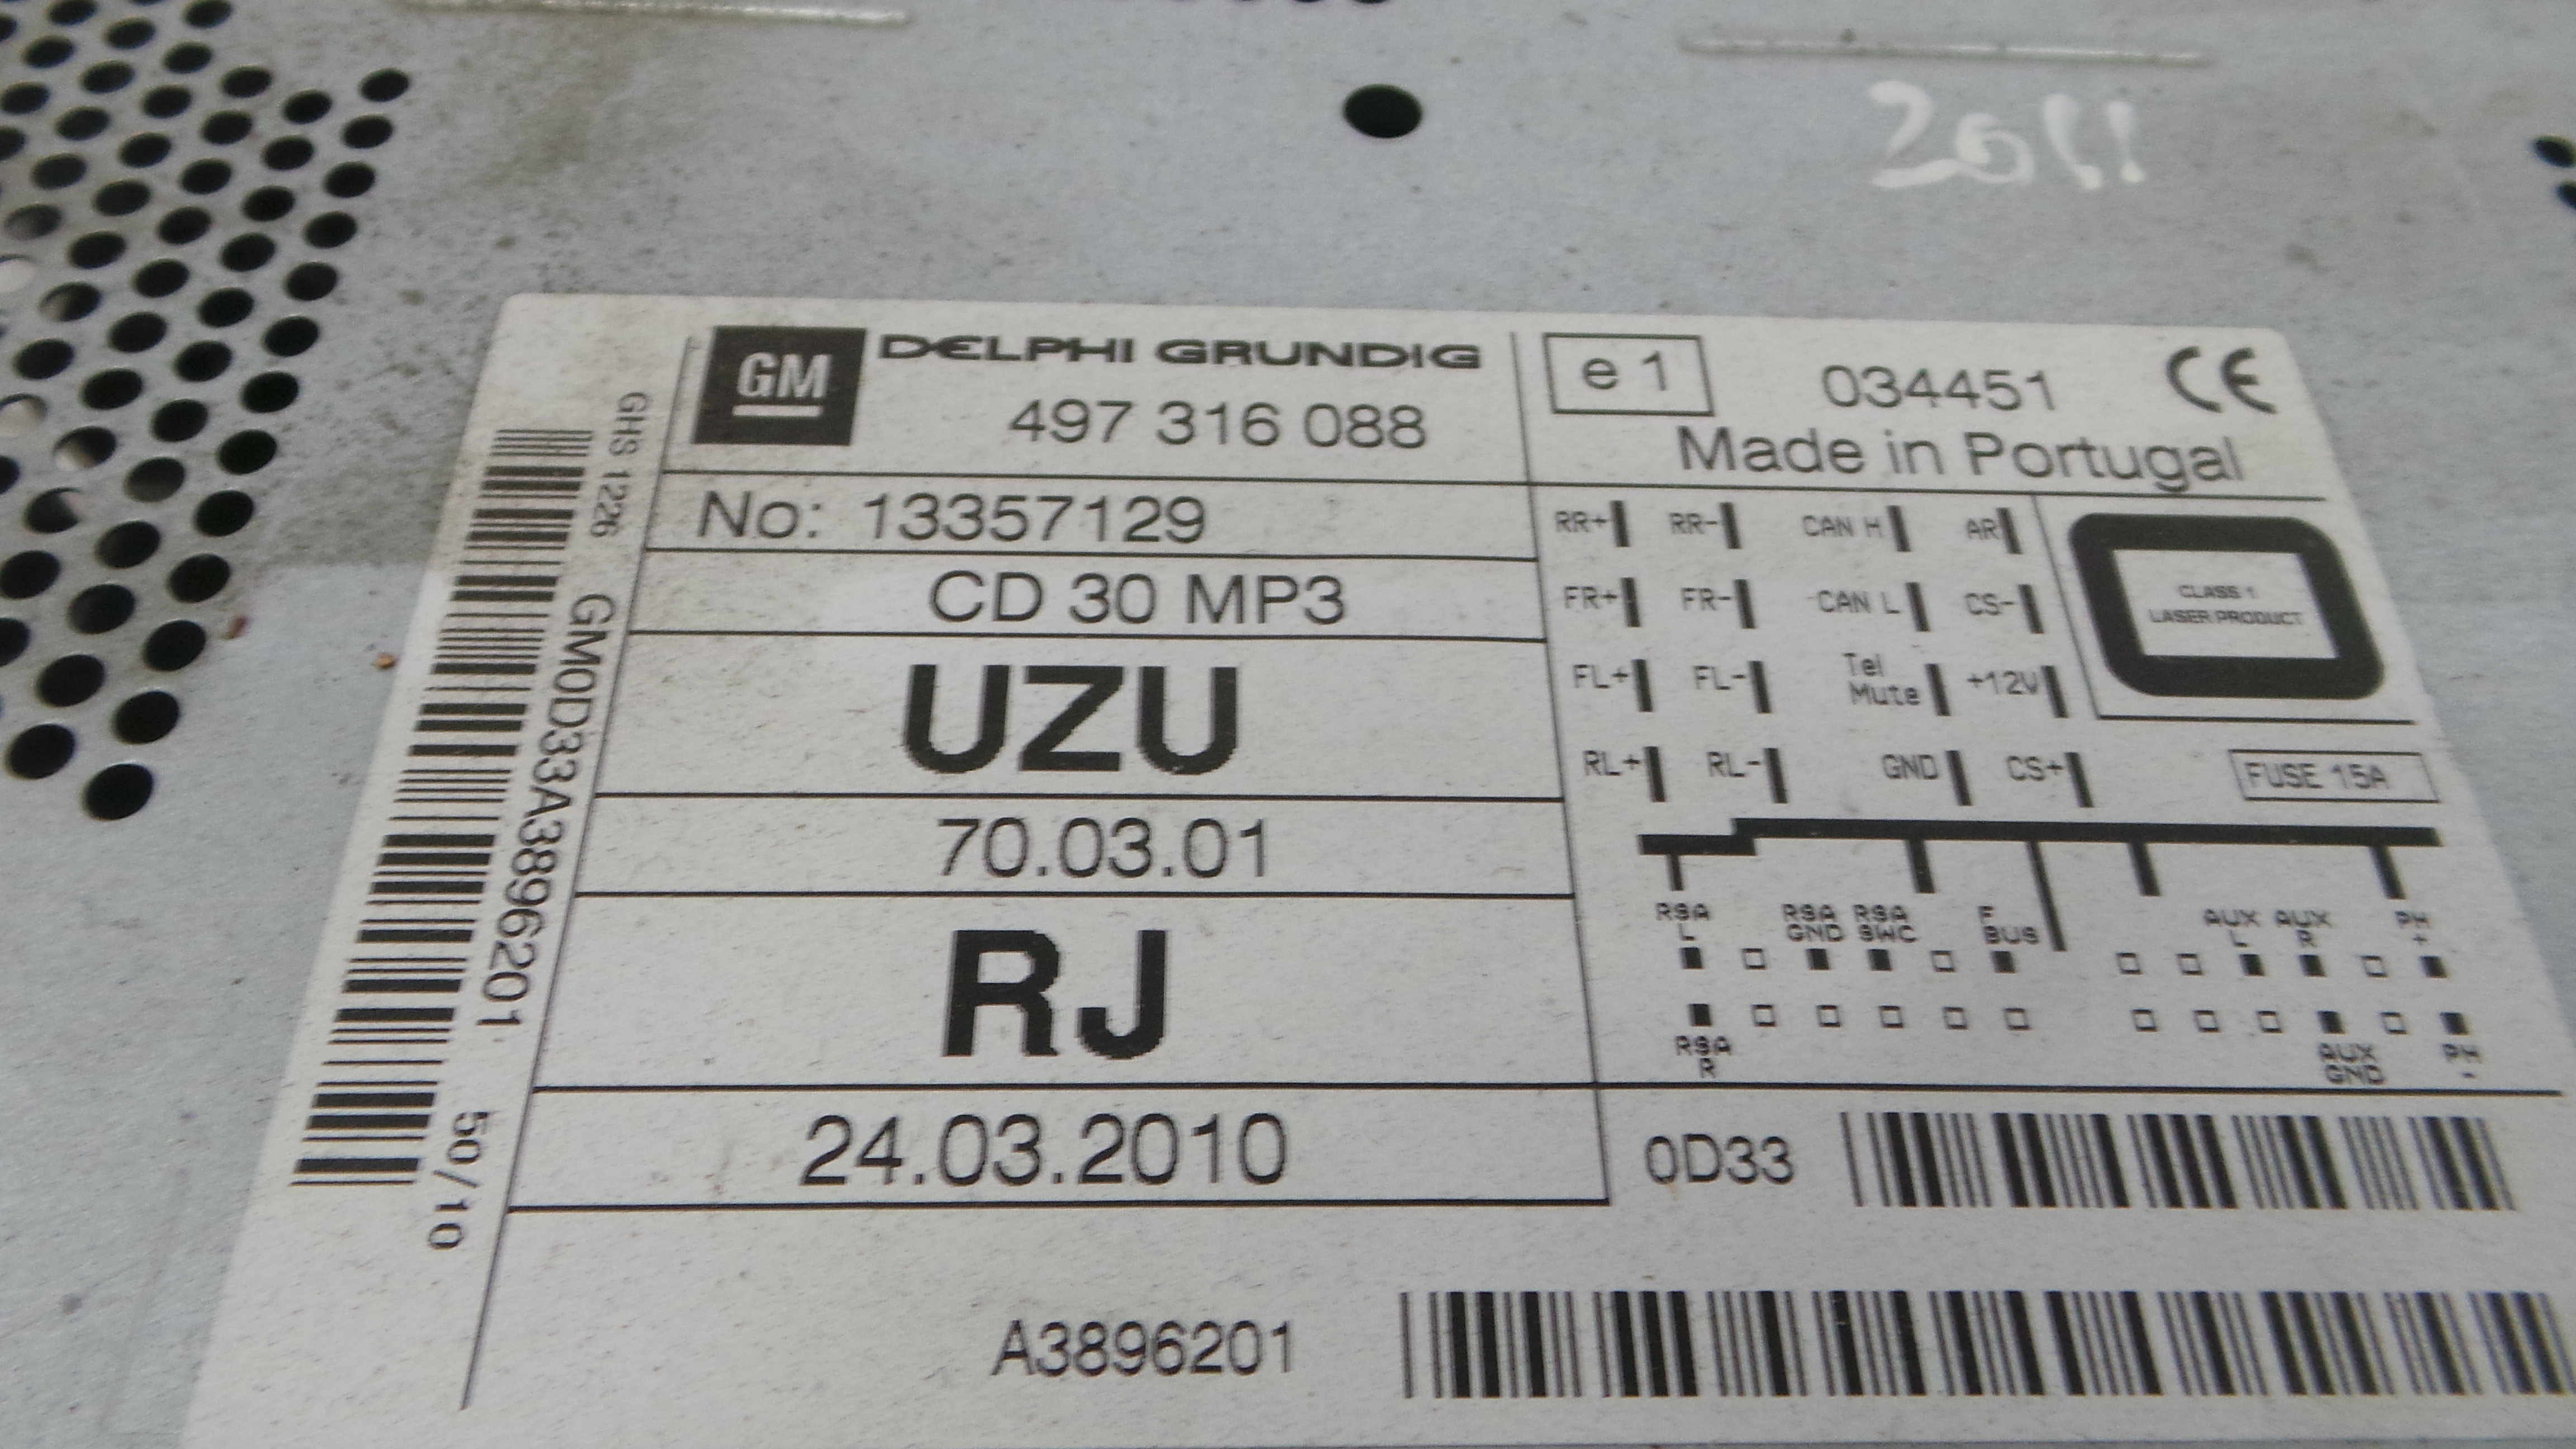 2011
GM
DELPHI GRUNDIG
497 316 088
e 1
034451
CE
Made in Portugal
No: 13357129
CD 30 MP3
UZU
70.03.01
RJ
24.03.2010
RR+ RR- CAN H AR
FR+ FR- CAN L CS-
FL+ FL- Tel Mute +12V
RL+ RL- GND CS+
CLASS 1
LASER PRODUCT
FUSE 15A
RSA L RSA GND RSA SWC F BUS AUX L AUX R PH +
RSA R AUX GND PH -
0D33
A3896201
GHS 1226 GM0D33A3896201 50/10